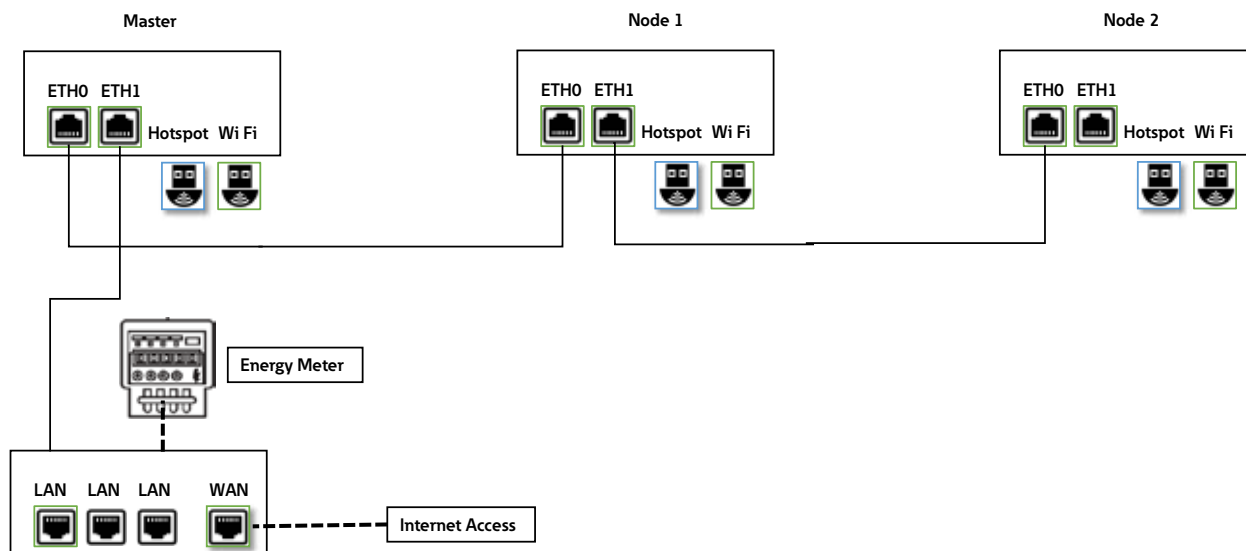 Master
Node 1
Node 2
ETH0 ETH1
Hotspot Wi Fi
ETH0 ETH1
Hotspot Wi Fi
ETH0 ETH1
Hotspot Wi Fi
Energy Meter
LAN LAN LAN WAN
Internet Access